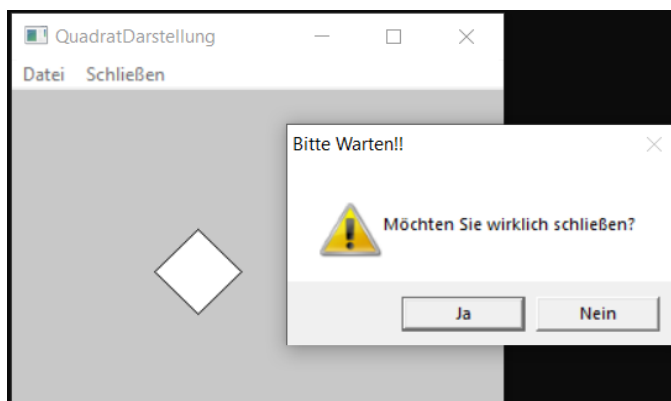 QuadratDarstellung
Datei Schließen
Bitte Warten!!
Möchten Sie wirklich schließen?
Ja Nein